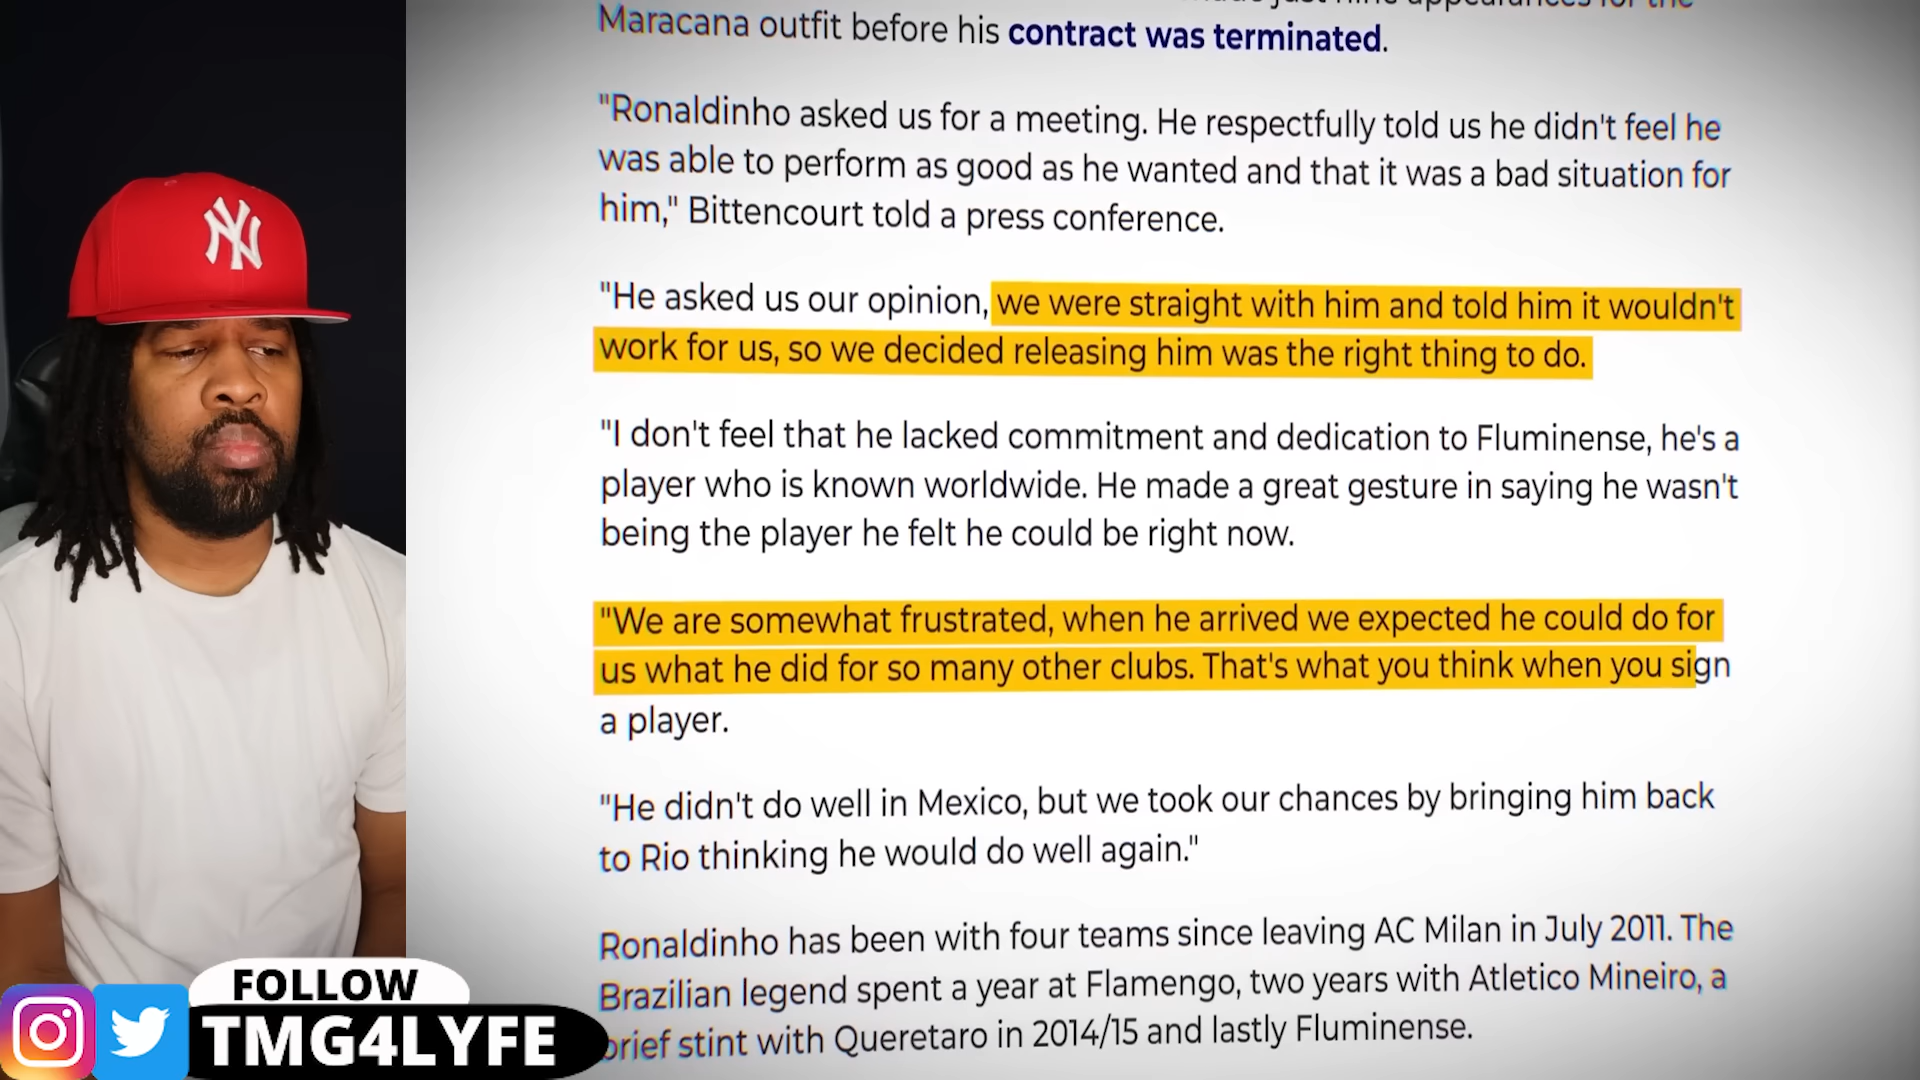 Maracana outfit before his contract was terminated.
"Ronaldinho asked us for a meeting. He respectfully told us he didn't feel he
was able to perform as good as he wanted and that it was a bad situation for
him," Bittencourt told a press conference.
"He asked us our opinion, we were straight with him and told him it wouldn't
work for us, so we decided releasing him was the right thing to do.
"I don't feel that he lacked commitment and dedication to Fluminense, he's a
player who is known worldwide. He made a great gesture in saying he wasn't
being the player he felt he could be right now.
"We are somewhat frustrated, when he arrived we expected he could do for
us what he did for so many other clubs. That's what you think when you sign
a player.
"He didn't do well in Mexico, but we took our chances by bringing him back
to Rio thinking he would do well again."
Ronaldinho has been with four teams since leaving AC Milan in July 2011. The
Brazilian legend spent a year at Flamengo, two years with Atletico Mineiro, a
brief stint with Queretaro in 2014/15 and lastly Fluminense.
NY
FOLLOW
TMG4LYFE